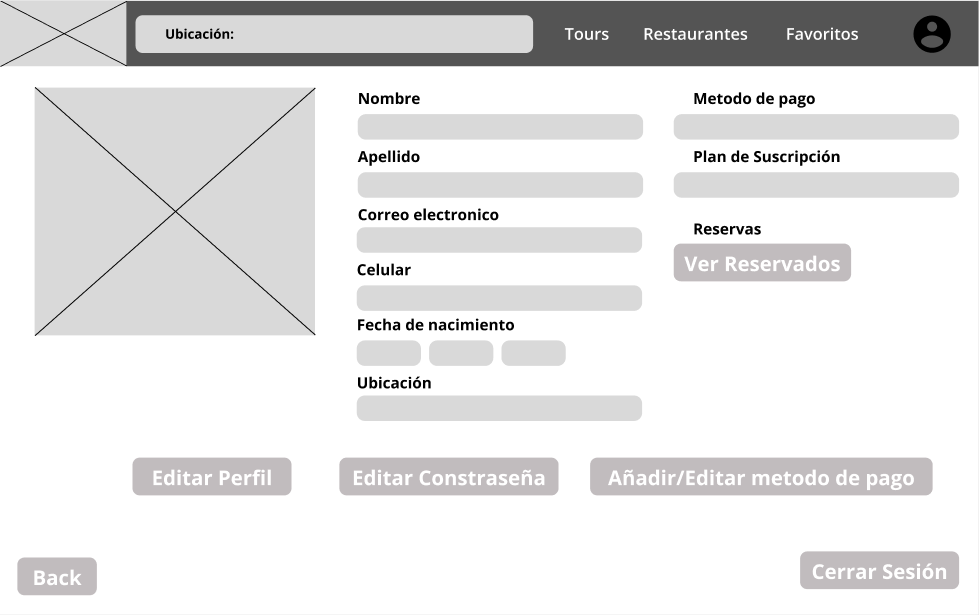 Ubicación:
Tours
Restaurantes
Favoritos
Nombre
Apellido
Correo electronico
Celular
Fecha de nacimiento
Ubicación
Metodo de pago
Plan de Suscripción
Reservas
Ver Reservados
Editar Perfil
Editar Constraseña
Añadir/Editar metodo de pago
Back
Cerrar Sesión